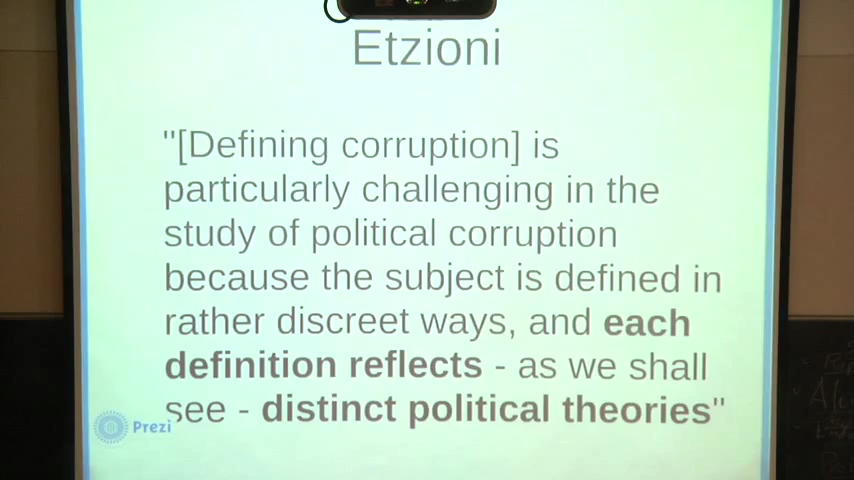 Etzioni
"[Defining corruption] is
particularly challenging in the
study of political corruption
because the subject is defined in
rather discreet ways, and each
definition reflects - as we shall
see - distinct political theories"
Prezi